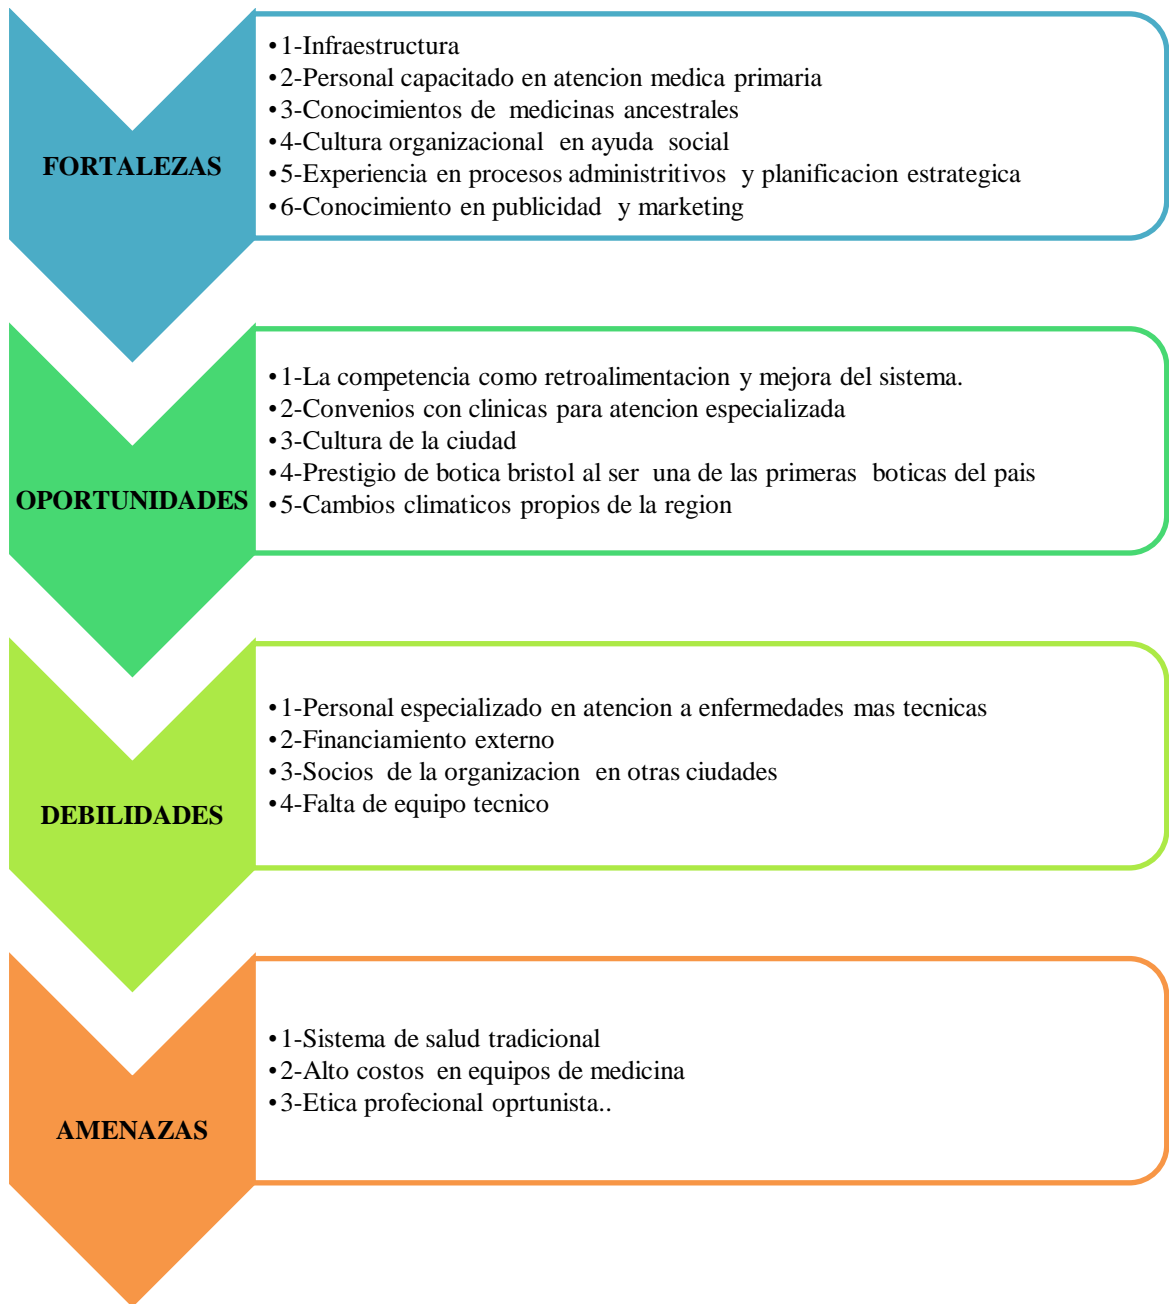 FORTALEZAS
•1-Infraestructura
•2-Personal capacitado en atencion medica primaria
•3-Conocimientos de medicinas ancestrales
•4-Cultura organizacional en ayuda social
•5-Experiencia en procesos administritivos y planificacion estrategica
•6-Conocimiento en publicidad y marketing
OPORTUNIDADES
•1-La competencia como retroalimentacion y mejora del sistema.
•2-Convenios con clinicas para atencion especializada
•3-Cultura de la ciudad
•4-Prestigio de botica bristol al ser una de las primeras boticas del pais
•5-Cambios climaticos propios de la region
DEBILIDADES
•1-Personal especializado en atencion a enfermedades mas tecnicas
•2-Financiamiento externo
•3-Socios de la organizacion en otras ciudades
•4-Falta de equipo tecnico
AMENAZAS
•1-Sistema de salud tradicional
•2-Alto costos en equipos de medicina
•3-Etica profecional oprtunista..